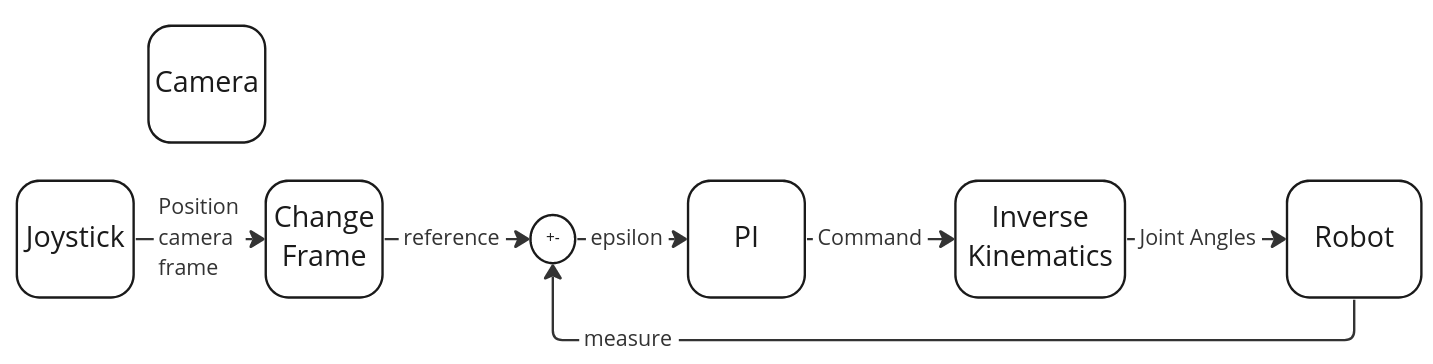 Camera
Joystick
Position
camera
frame
Change
Frame
reference
+-
epsilon
PI
Command
Inverse
Kinematics
Joint Angles
Robot
measure